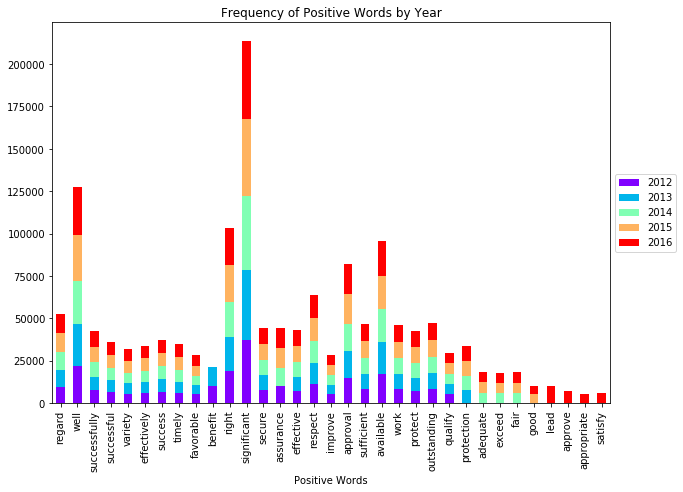 Frequency of Positive Words by Year
200000
175000
150000
125000
100000
75000
50000
25000
0
2012
2013
2014
2015
2016
regard
well
successfully
successful
variety
effectively
success
timely
favorable
benefit
right
significant
secure
assurance
effective
respect
improve
approval
sufficient
available
work
protect
outstanding
qualify
protection
adequate
exceed
fair
good
lead
approve
appropriate
satisfy
Positive Words